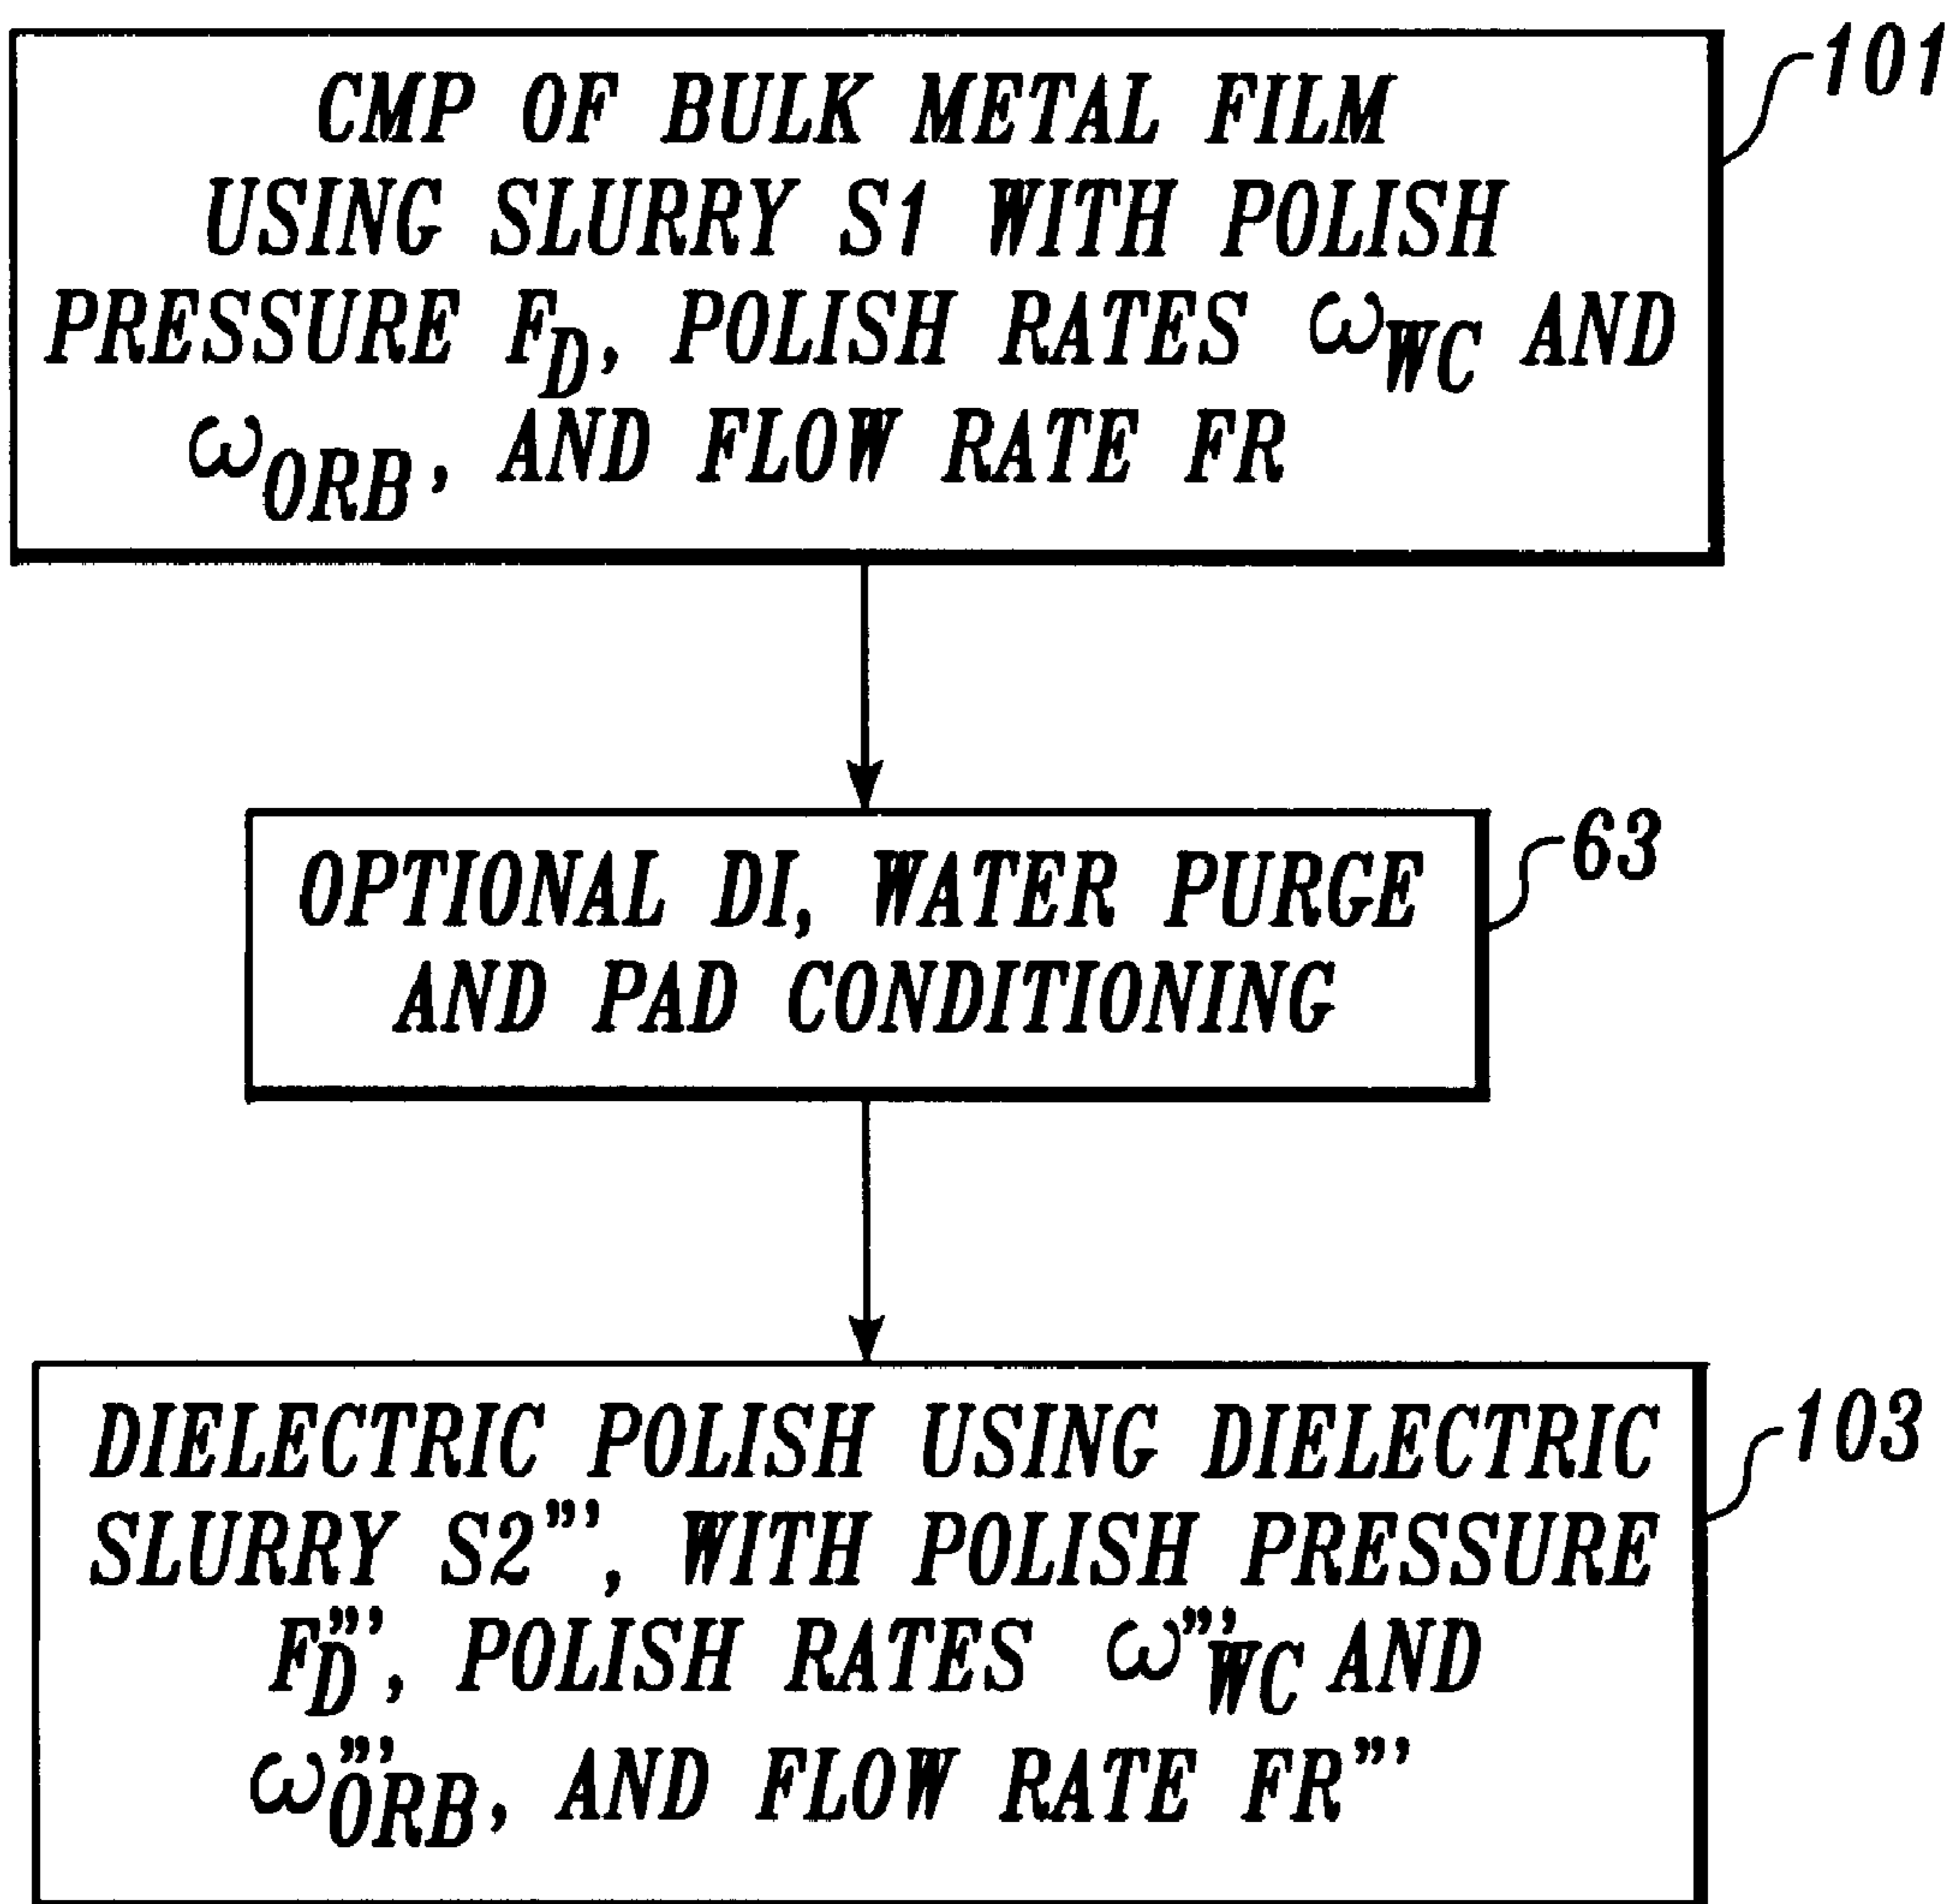 CMP OF BULK METAL FILM 101
USING SLURRY S1 WITH POLISH
PRESSURE F_D, POLISH RATES ω_WC AND
ω_ORB, AND FLOW RATE FR
OPTIONAL DI, WATER PURGE 63
AND PAD CONDITIONING
DIELECTRIC POLISH USING DIELECTRIC 103
SLURRY S2''', WITH POLISH PRESSURE
F_D''', POLISH RATES ω'''_WC AND
ω'''_ORB, AND FLOW RATE FR'''